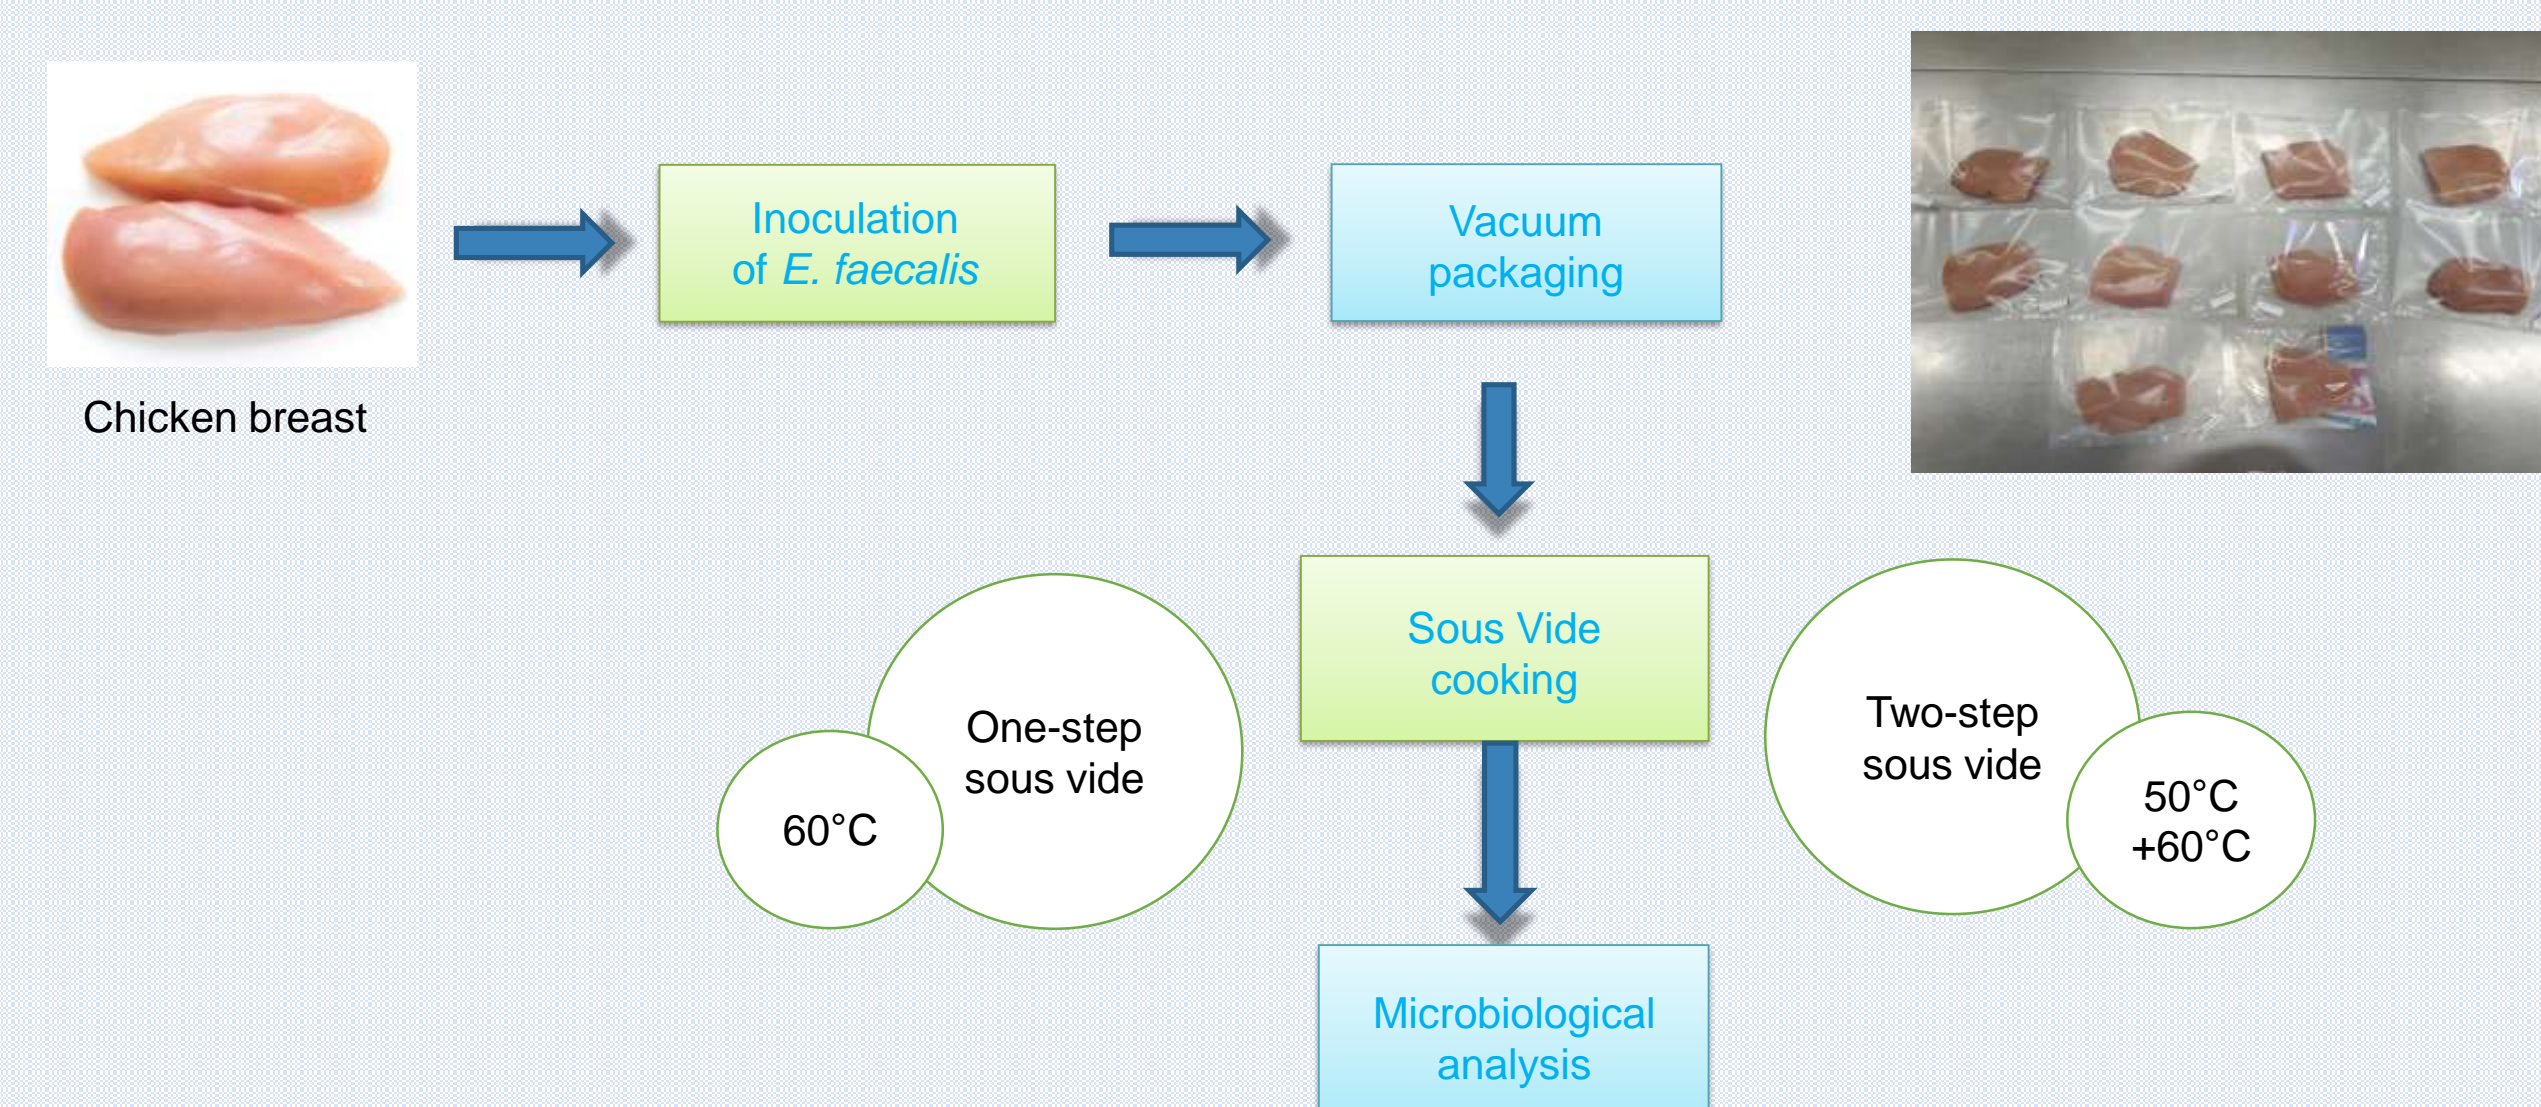 Chicken breast
Inoculation
of E. faecalis
Vacuum
packaging
Sous Vide
cooking
One-step
sous vide
60°C
Two-step
sous vide
50°C
+60°C
Microbiological
analysis